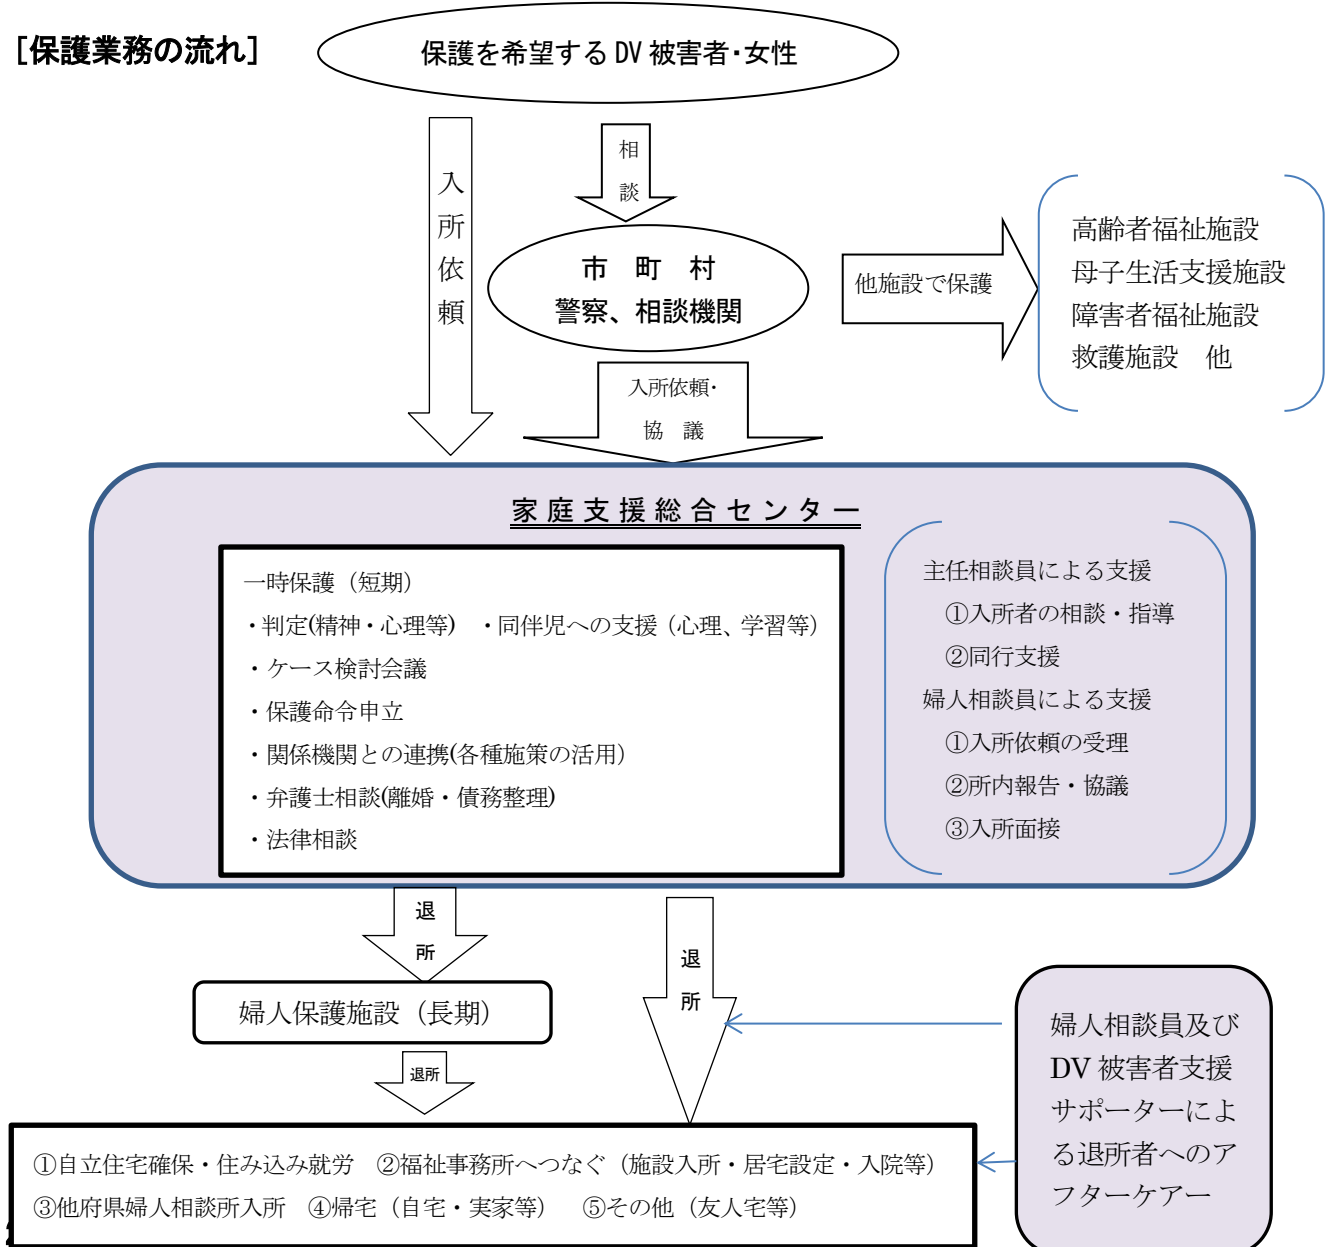 [保護業務の流れ]
保護を希望する DV 被害者・女性
入所依頼
相談
市　町　村
警察、相談機関
他施設で保護
高齢者福祉施設
母子生活支援施設
障害者福祉施設
救護施設　他
入所依頼・
協　議
家庭支援総合センター
一時保護（短期）
・判定(精神・心理等)　・同伴児への支援（心理、学習等）
・ケース検討会議
・保護命令申立
・関係機関との連携(各種施策の活用）
・弁護士相談(離婚・債務整理)
・法律相談
主任相談員による支援
①入所者の相談・指導
②同行支援
婦人相談員による支援
①入所依頼の受理
②所内報告・協議
③入所面接
退所
退所
婦人保護施設（長期）
退所
婦人相談員及び
DV 被害者支援
サポーターによ
る退所者へのア
フターケアー
①自立住宅確保・住み込み就労　②福祉事務所へつなぐ（施設入所・居宅設定・入院等）
③他府県婦人相談所入所　④帰宅（自宅・実家等）　⑤その他（友人宅等）